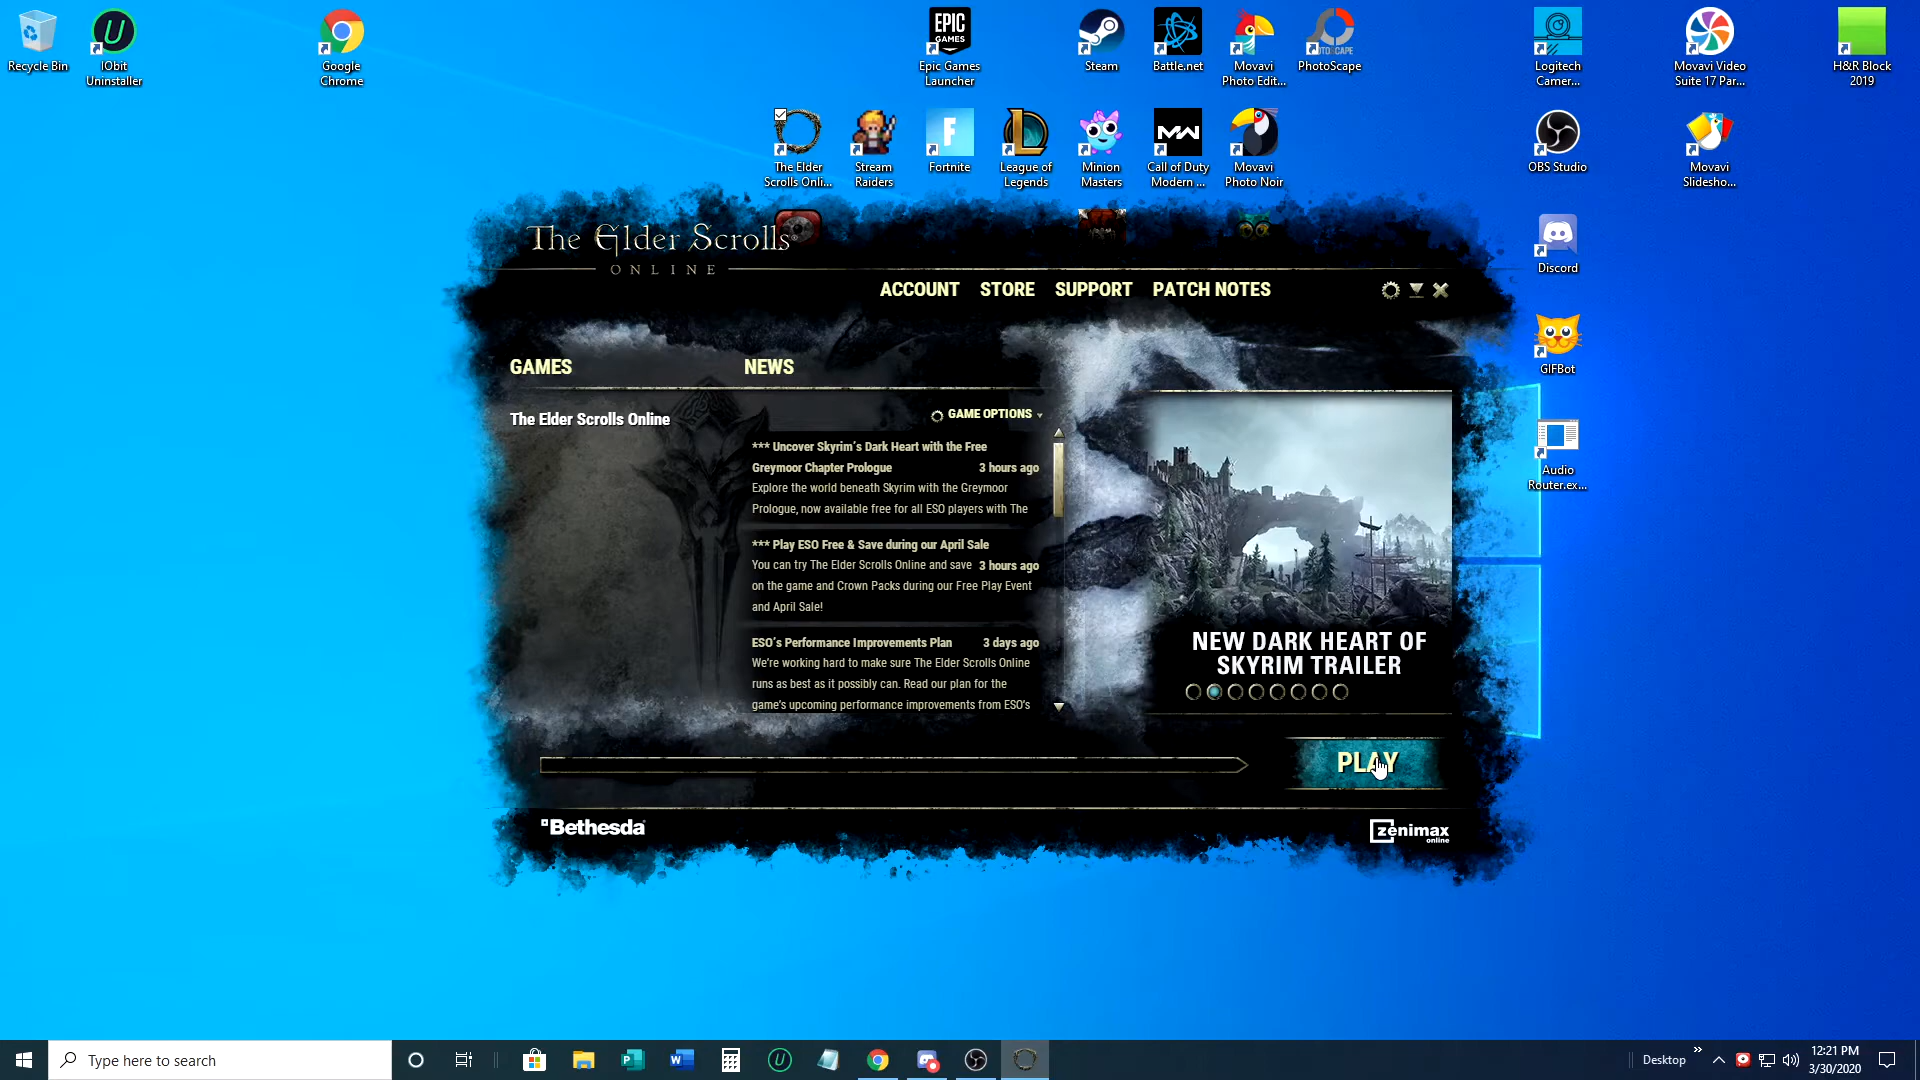 Recycle Bin
IObit
Uninstaller
Google
Chrome
EPIC
GAMES
Epic Games
Launcher
Steam
Battle.net
Movavi
Photo Edit...
PhotoScape
Logitech
Camer...
Movavi Video
Suite 17 Par...
H&R Block
2019
The Elder
Scrolls Onli...
Stream
Raiders
Fortnite
League of
Legends
Minion
Masters
MW
Call of Duty
Modern ...
Movavi
Photo Noir
OBS Studio
Movavi
Slidesho...
Discord
GIFBot
Audio
Router.ex...
The Elder Scrolls
ONLINE
ACCOUNT STORE SUPPORT PATCH NOTES
GAMES
NEWS
The Elder Scrolls Online
GAME OPTIONS
*** Uncover Skyrim's Dark Heart with the Free
Greymoor Chapter Prologue 3 hours ago
Explore the world beneath Skyrim with the Greymoor
Prologue, now available free for all ESO players with The
*** Play ESO Free & Save during our April Sale
You can try The Elder Scrolls Online and save 3 hours ago
on the game and Crown Packs during our Free Play Event
and April Sale!
ESO's Performance Improvements Plan 3 days ago
We're working hard to make sure The Elder Scrolls Online
runs as best as it possibly can. Read our plan for the
game's upcoming performance improvements from ESO's
NEW DARK HEART OF
SKYRIM TRAILER
PLAY
Bethesda
zenimax
online
Type here to search
Desktop
12:21 PM
3/30/2020